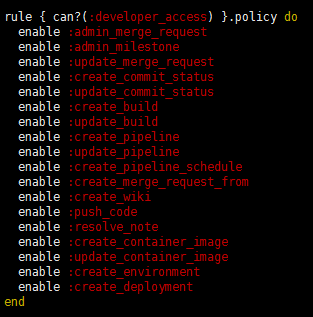 rule { can?(:developer_access) }.policy do
  enable :admin_merge_request
  enable :admin_milestone
  enable :update_merge_request
  enable :create_commit_status
  enable :update_commit_status
  enable :create_build
  enable :update_build
  enable :create_pipeline
  enable :update_pipeline
  enable :create_pipeline_schedule
  enable :create_merge_request_from
  enable :create_wiki
  enable :push_code
  enable :resolve_note
  enable :create_container_image
  enable :update_container_image
  enable :create_environment
  enable :create_deployment
end